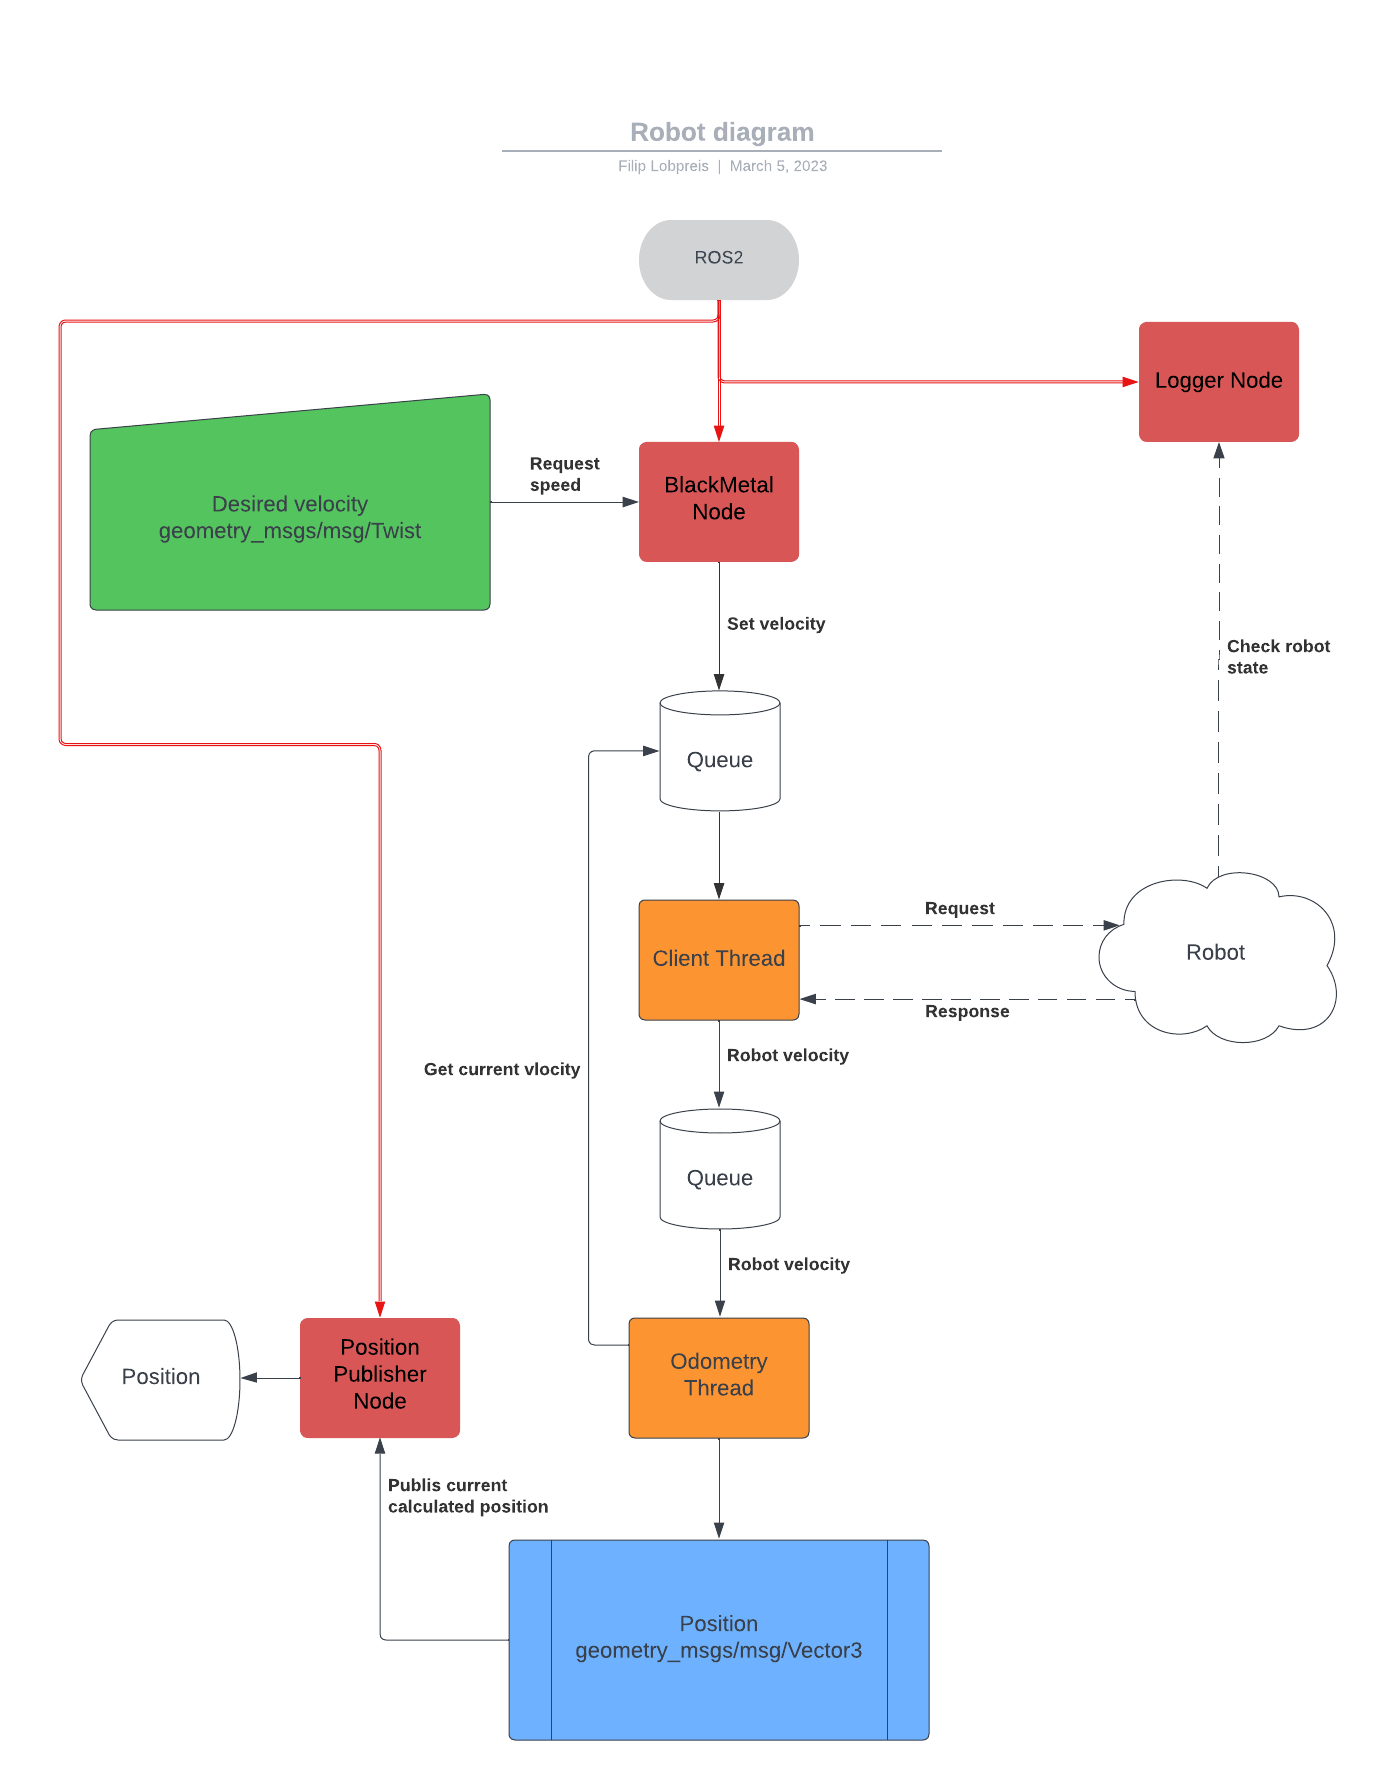 Robot diagram
Filip Lobpreis | March 5, 2023
ROS2
Logger Node
Request
speed
BlackMetal
Node
Desired velocity
geometry_msgs/msg/Twist
Set velocity
Check robot
state
Queue
Request
Client Thread
Robot
Response
Robot velocity
Get current vlocity
Queue
Robot velocity
Position
Position
Publisher
Node
Odometry
Thread
Publis current
calculated position
Position
geometry_msgs/msg/Vector3